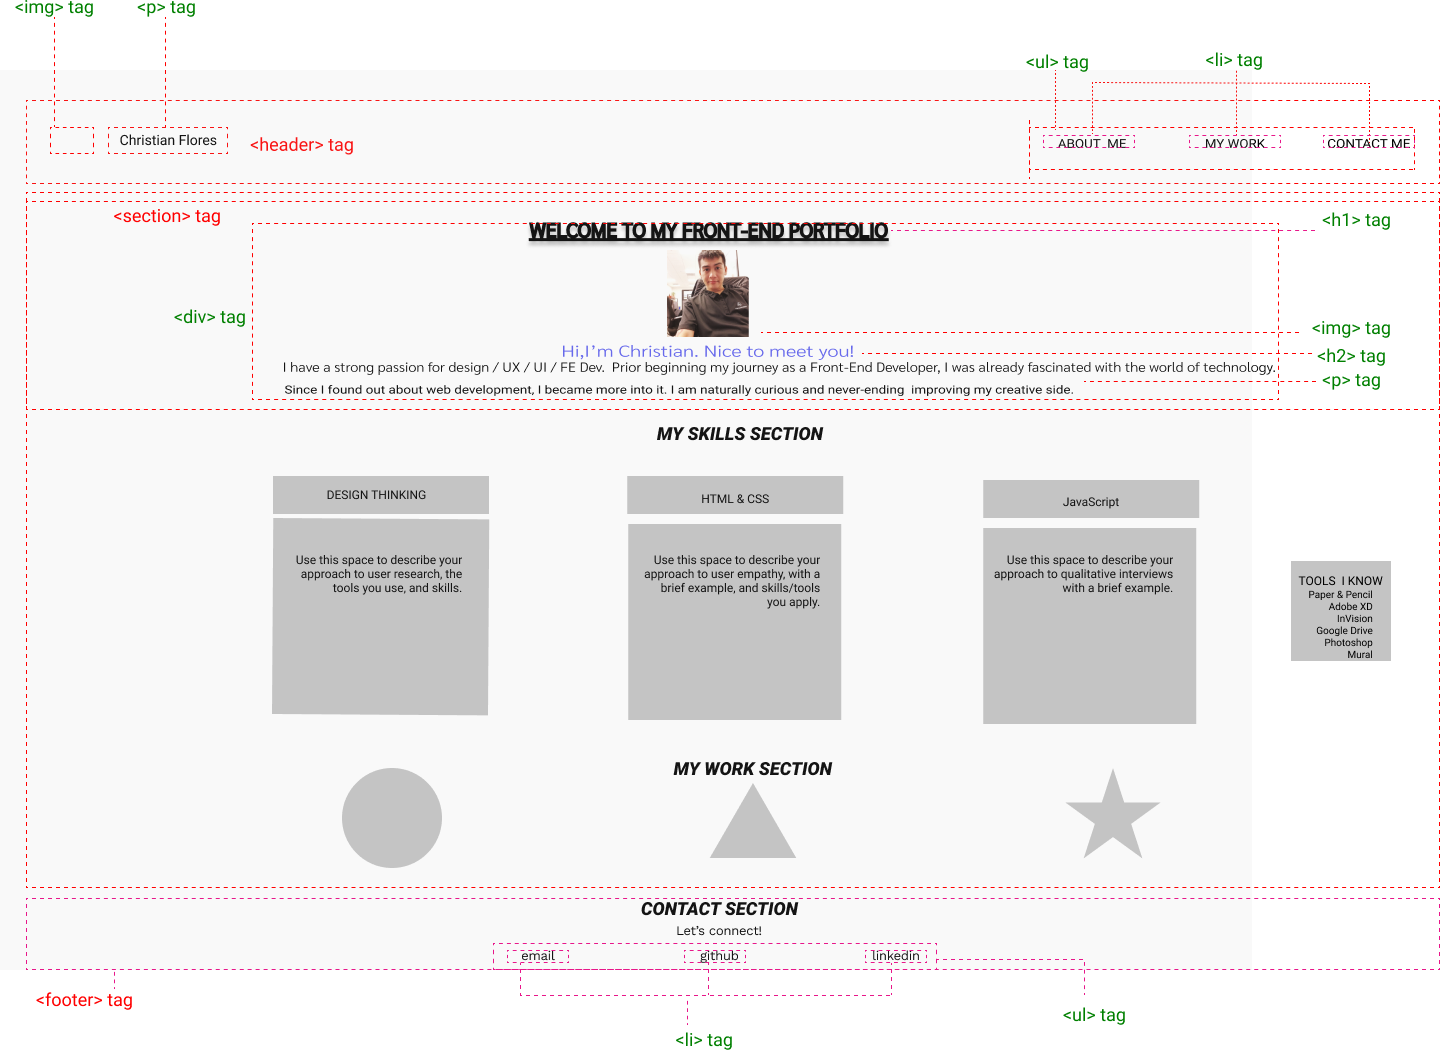 <img> tag
<p> tag
<ul> tag
<li> tag
Christian Flores
<header> tag
ABOUT ME
MY WORK
CONTACT ME
<section> tag
<h1> tag
WELCOME TO MY FRONT-END PORTFOLIO
<div> tag
<img> tag
Hi,I'm Christian. Nice to meet you!
<h2> tag
I have a strong passion for design / UX / UI / FE Dev. Prior beginning my journey as a Front-End Developer, I was already fascinated with the world of technology.
<p> tag
Since I found out about web development, I became more into it. I am naturally curious and never-ending improving my creative side.
MY SKILLS SECTION
DESIGN THINKING
Use this space to describe your
approach to user research, the
tools you use, and skills.
HTML & CSS
Use this space to describe your
approach to user empathy, with a
brief example, and skills/tools
you apply.
JavaScript
Use this space to describe your
approach to qualitative interviews
with a brief example.
TOOLS I KNOW
Paper & Pencil
Adobe XD
InVision
Google Drive
Photoshop
Mural
MY WORK SECTION
CONTACT SECTION
Let's connect!
email
github
linkedin
<footer> tag
<ul> tag
<li> tag